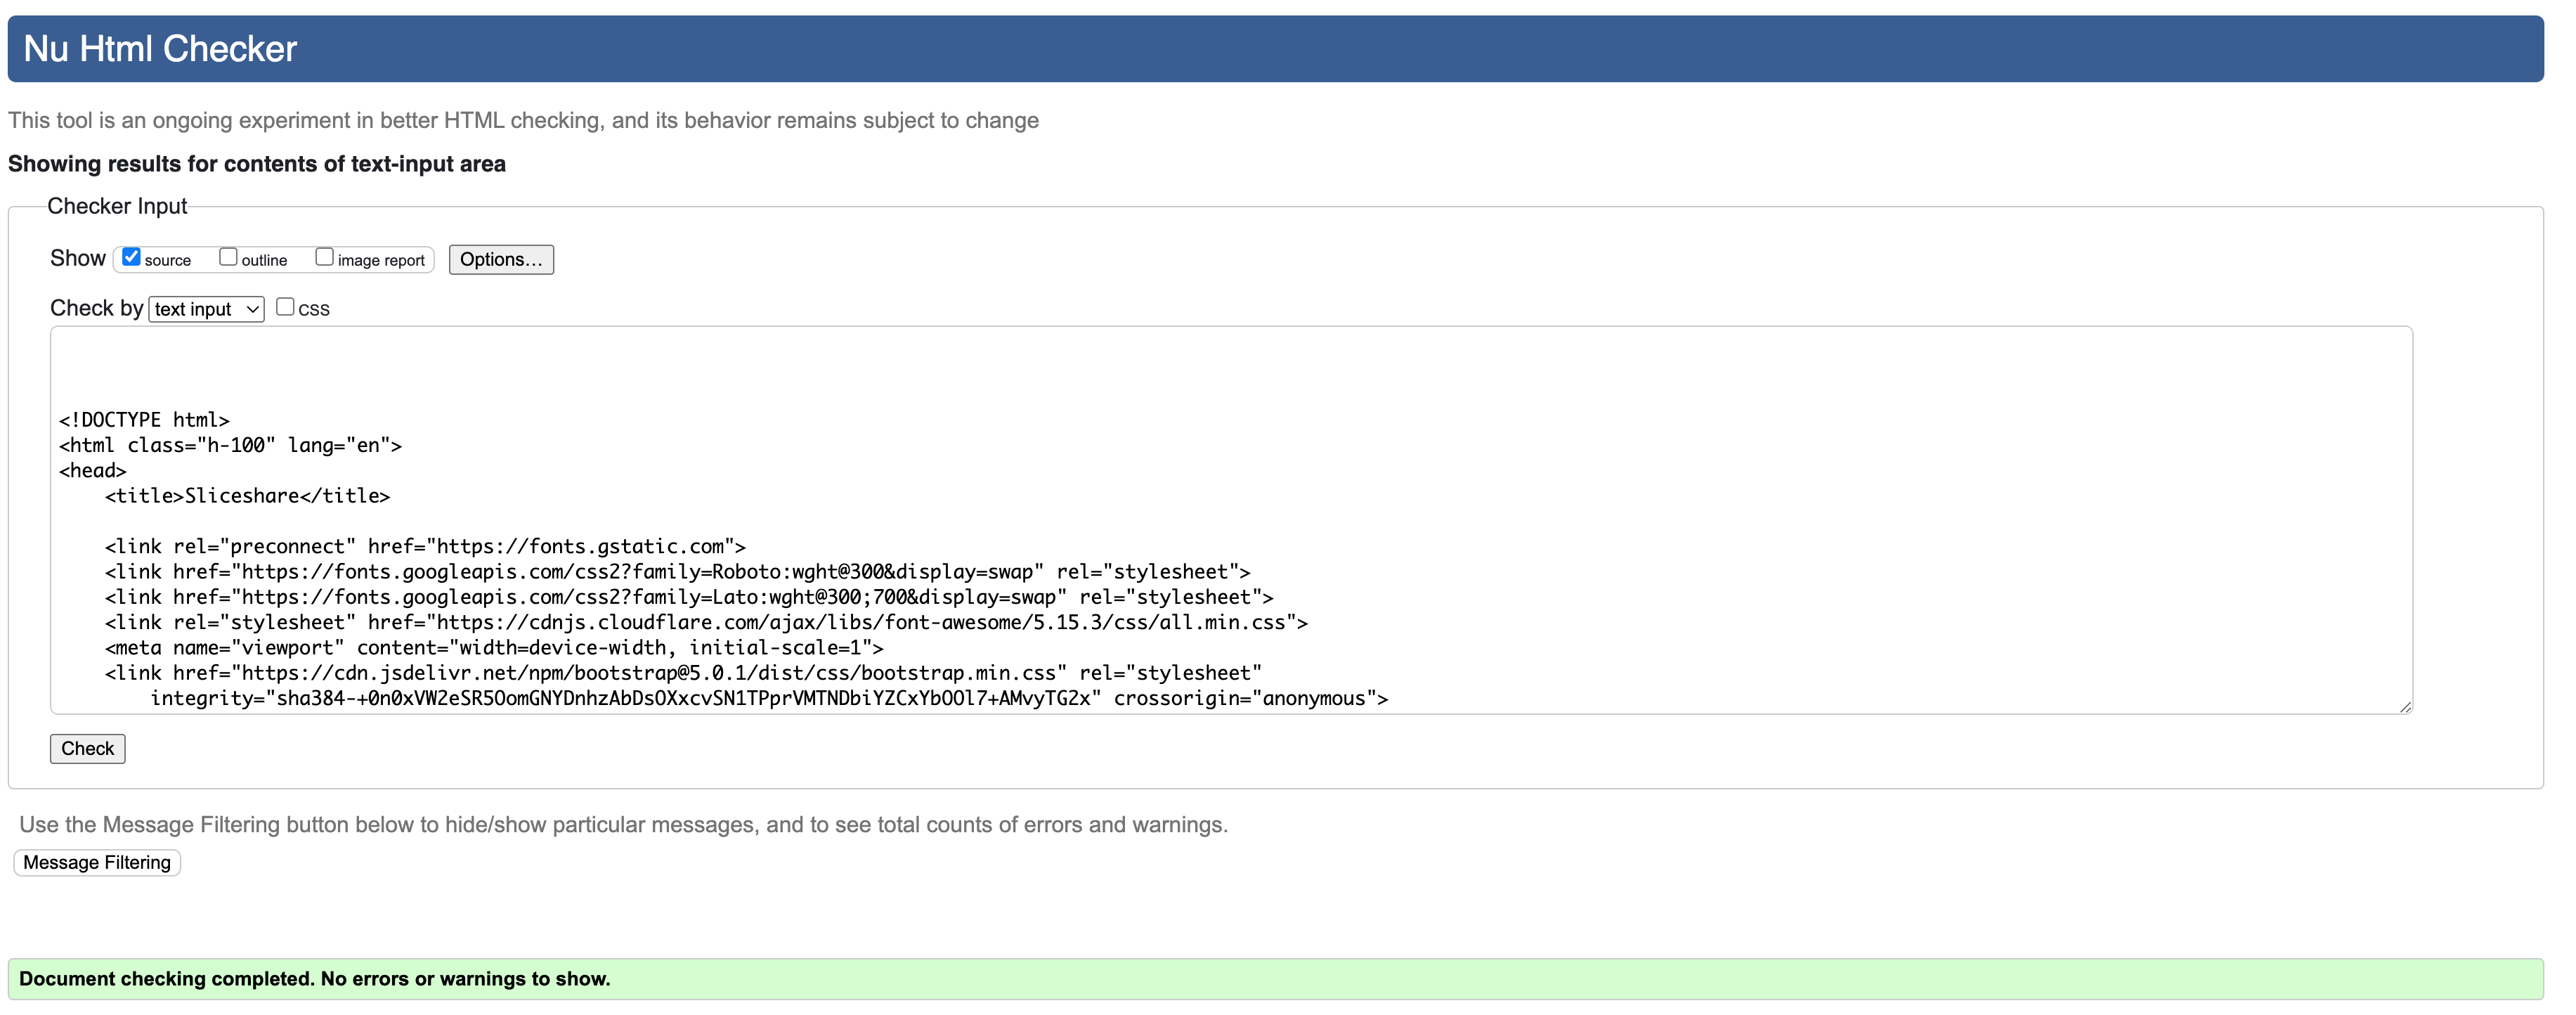 Nu Html Checker
This tool is an ongoing experiment in better HTML checking, and its behavior remains subject to change
Showing results for contents of text-input area
Checker Input
Show source outline image report Options...
Check by text input CSS
<!DOCTYPE html>
<html class="h-100" lang="en">
<head>
    <title>Sliceshare</title>
    <link rel="preconnect" href="https://fonts.gstatic.com">
    <link href="https://fonts.googleapis.com/css2?family=Roboto:wght@300&display=swap" rel="stylesheet">
    <link href="https://fonts.googleapis.com/css2?family=Lato:wght@300;700&display=swap" rel="stylesheet">
    <link rel="stylesheet" href="https://cdnjs.cloudflare.com/ajax/libs/font-awesome/5.15.3/css/all.min.css">
    <meta name="viewport" content="width=device-width, initial-scale=1">
    <link href="https://cdn.jsdelivr.net/npm/bootstrap@5.0.1/dist/css/bootstrap.min.css" rel="stylesheet"
        integrity="sha384-+0n0xVW2eSR5OomGNYDnhzAbDsOXxcvSN1TPprVMTNDbiYZCxYbOOl7+AMvyTG2x" crossorigin="anonymous">
Check
Use the Message Filtering button below to hide/show particular messages, and to see total counts of errors and warnings.
Message Filtering
Document checking completed. No errors or warnings to show.